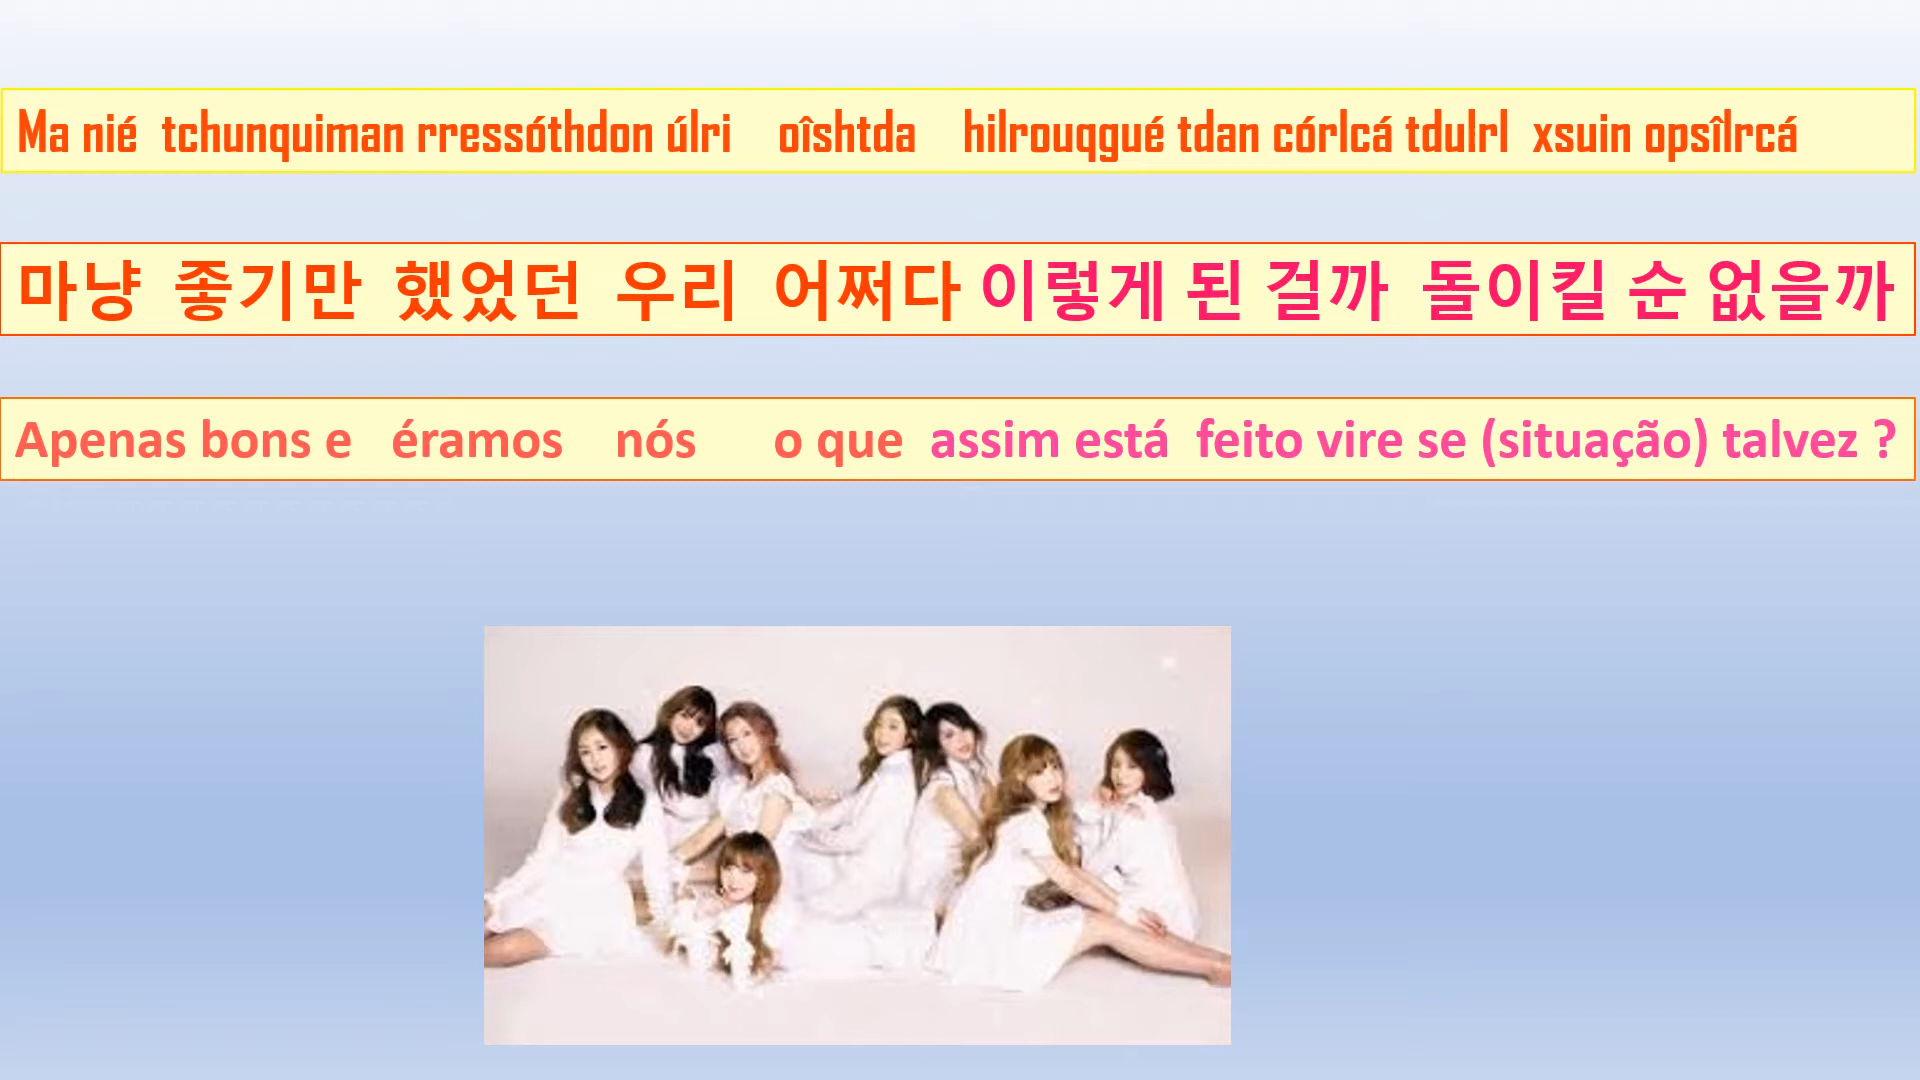 Ma nié tchunquiman rressóthdon úlri oîshtda hilrouqgué tdan córlcá tdulrl xsuin opsîlrcá
마냥 좋기만 했었던 우리 어쩌다 이렇게 된 걸까 돌이킬 순 없을까
Apenas bons e éramos nós o que assim está feito vire se (situação) talvez ?